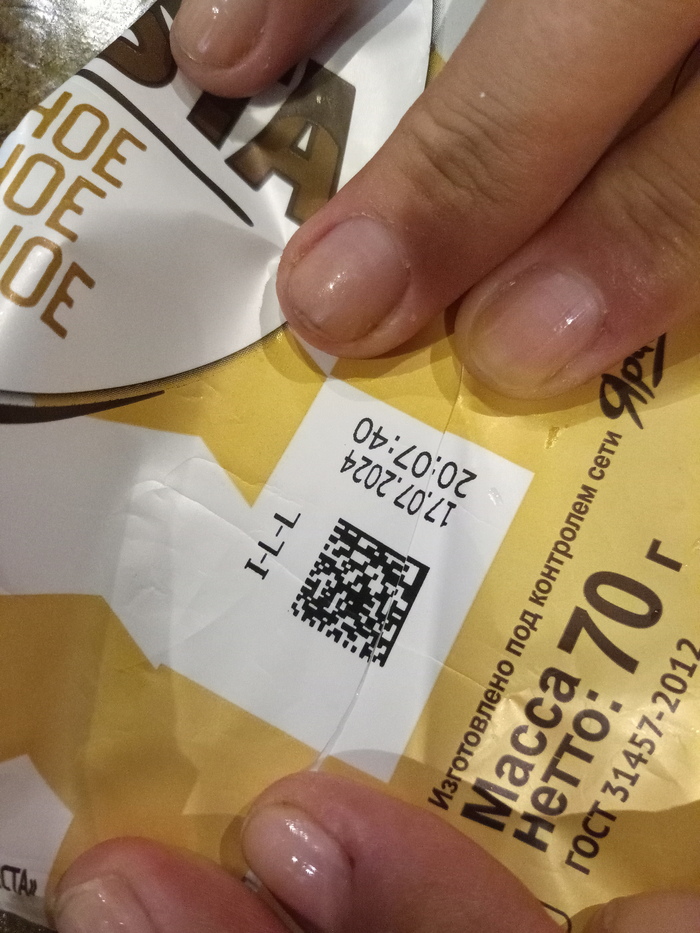 НОЕ
НОЕ
НОЕ
17.07.2024
20:07:40
I-L-L
Изготовлено под контролем сети Ярче
Масса
нетто: 70 г
ГОСТ 31457-2012